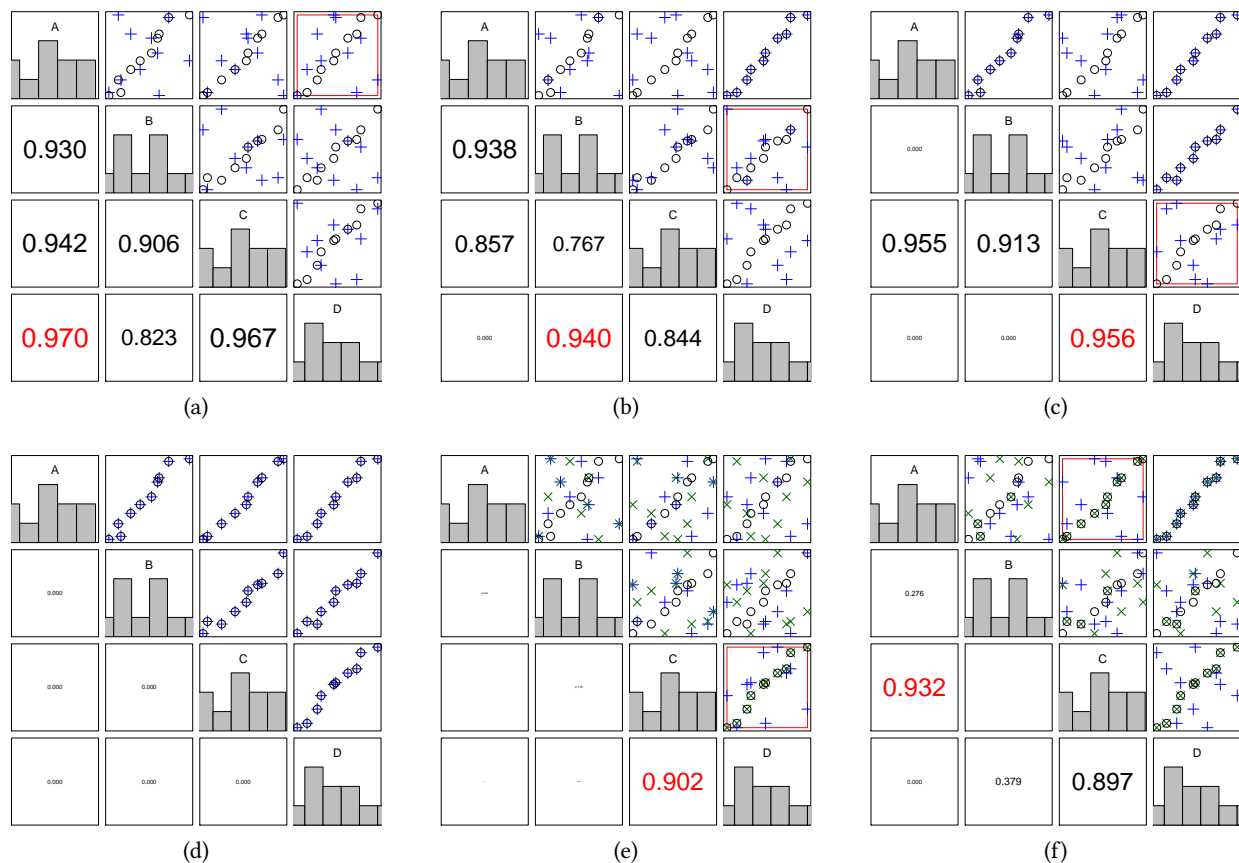 A
0.930
B
0.942
0.906
C
0.970
0.823
0.967
D
(a)
A
0.938
B
0.857
0.767
C
0.000
0.940
0.844
D
(b)
A
0.000
B
0.955
0.913
C
0.000
0.000
0.956
D
(c)
A
0.000
B
0.000
0.000
C
0.000
0.000
0.000
D
(d)
A
B
C
0.902
D
(e)
A
0.276
B
0.932
C
0.000
0.379
0.897
D
(f)